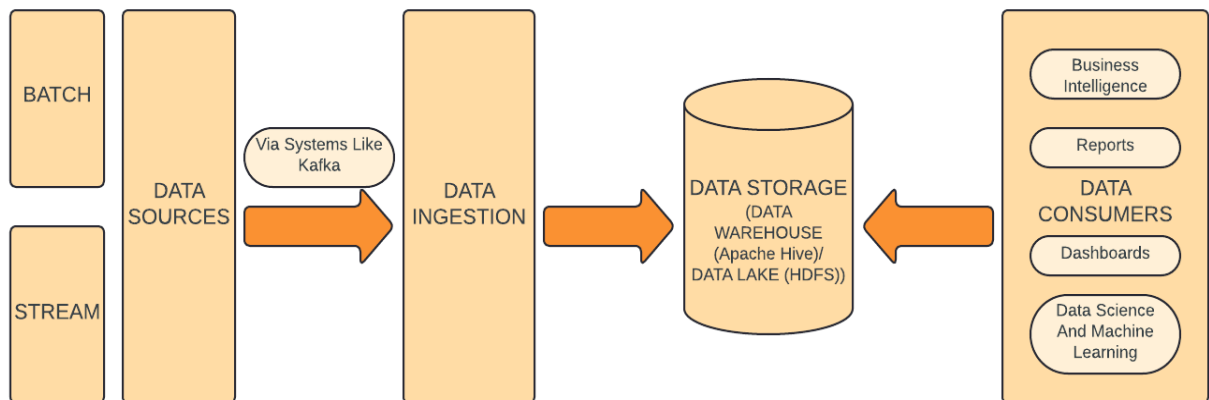 BATCH
STREAM
DATA
SOURCES
Via Systems Like
Kafka
DATA
INGESTION
DATA STORAGE
(DATA
WAREHOUSE
(Apache Hive)/
DATA LAKE (HDFS))
Business
Intelligence
Reports
DATA
CONSUMERS
Dashboards
Data Science
And Machine
Learning